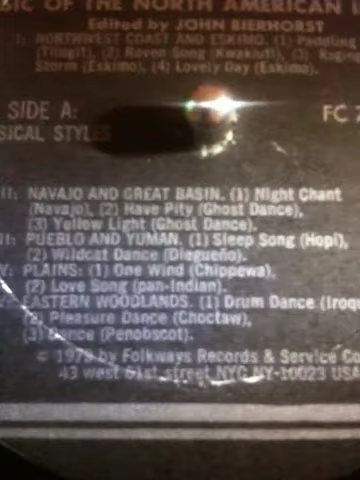 IC OF THE NORTH AMERICAN I
Edited by JOHN BIERHORST
I: NORTHWEST COAST AND ESKIMO. (1) Paddling
(Tlingit), (2) Raven Song (Kwakiutl), (3) Raging
Storm (Eskimo), (4) Lovely Day (Eskimo).
SIDE A:
FC 7
SICAL STYLES
II: NAVAJO AND GREAT BASIN. (1) Night Chant
(Navajo), (2) Have Pity (Ghost Dance),
(3) Yellow Light (Ghost Dance).
III: PUEBLO AND YUMAN. (1) Sleep Song (Hopi),
(2) Wildcat Dance (Diegueño).
V: PLAINS: (1) One Wind (Chippewa).
(2) Love Song (pan-Indian).
EASTERN WOODLANDS. (1) Drum Dance (Iroqu
(2) Pleasure Dance (Choctaw),
(3) Dance (Penobscot).
© 1979 by Folkways Records & Service Co
43 west 61st street NYC NY 10023 USA